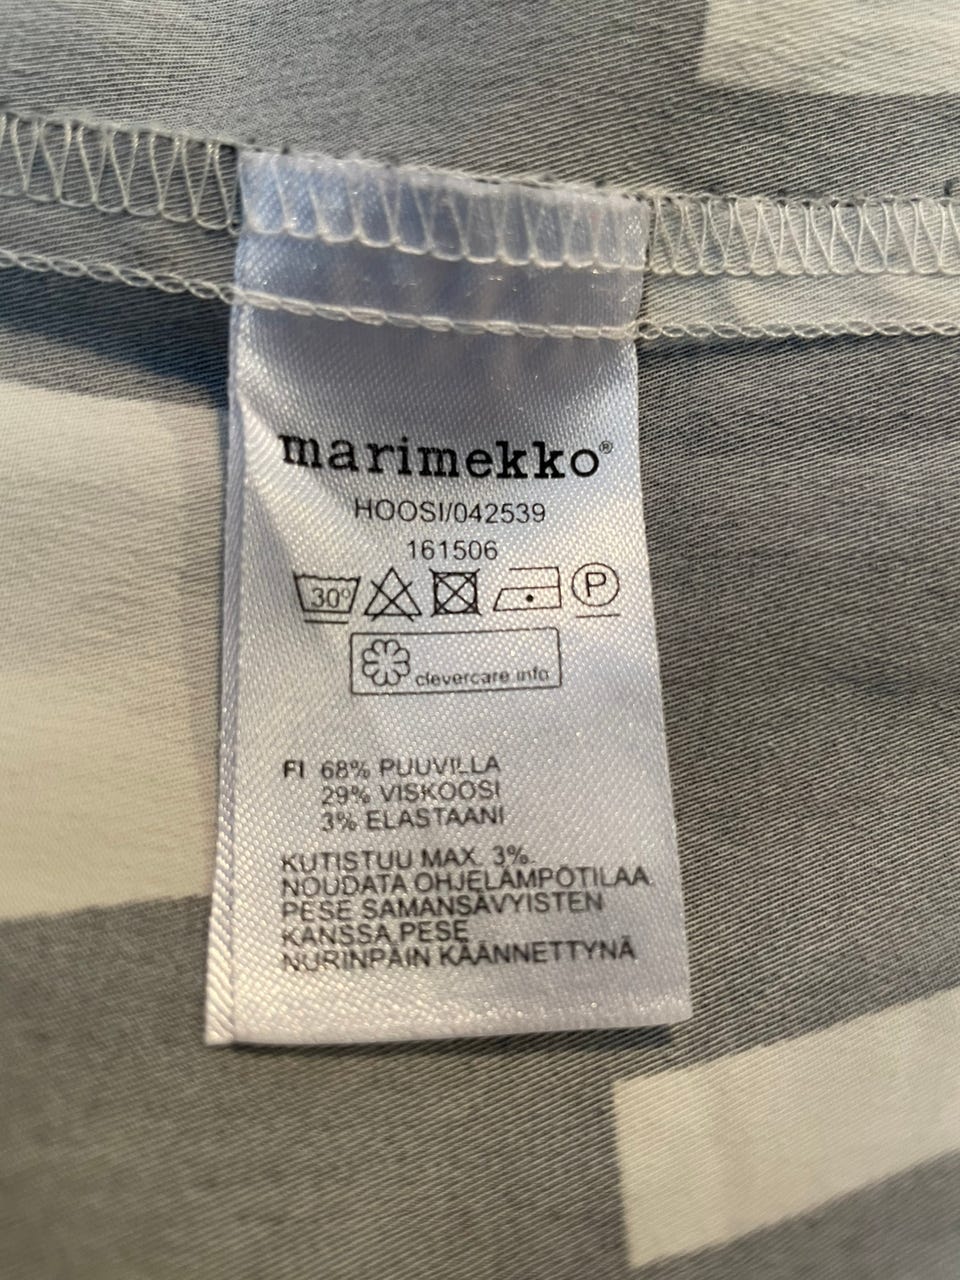 marimekko®
HOOSI/042539
161506
30° P
clevercare.info
FI 68% PUUVILLA
29% VISKOOSI
3% ELASTAANI
KUTISTUU MAX. 3%.
NOUDATA OHJELÄMPÖTILAA
PESE SAMANSÄVYISTEN
KANSSA,PESE
NURINPÄIN KÄÄNNETTYNÄ